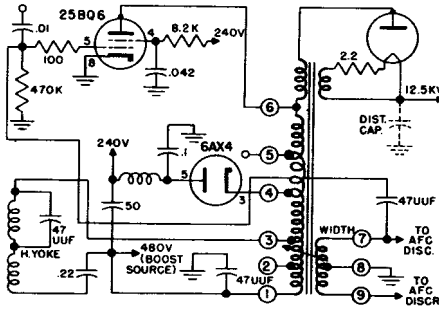 25BQ6
.01
5
8
4
100
8.2K
240V
470K
.042
2.2
12.5KV
DIST.
CAP.
6
5
4
3
2
1
240V
.1
6AX4
5
3
50
47
UUF
H.YOKE
.22
480V
(BOOST
SOURCE)
47UUF
47UUF
WIDTH
7
8
9
TO
AFC
DISC.
TO
AFC
DISCR